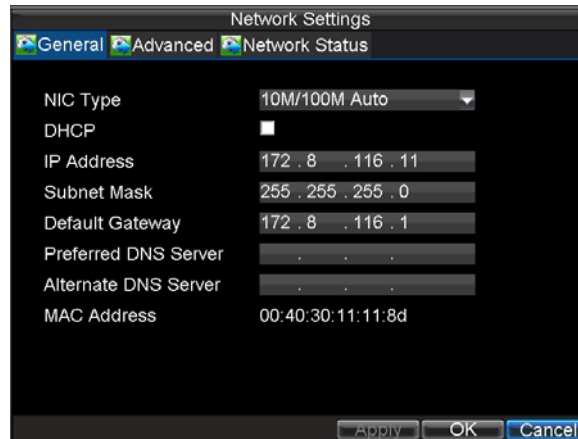 Network Settings
General Advanced Network Status
NIC Type 10M/100M Auto
DHCP
IP Address 172 . 8 . 116 . 11
Subnet Mask 255 . 255 . 255 . 0
Default Gateway 172 . 8 . 116 . 1
Preferred DNS Server . . .
Alternate DNS Server . . .
MAC Address 00:40:30:11:11:8d
Apply OK Cancel